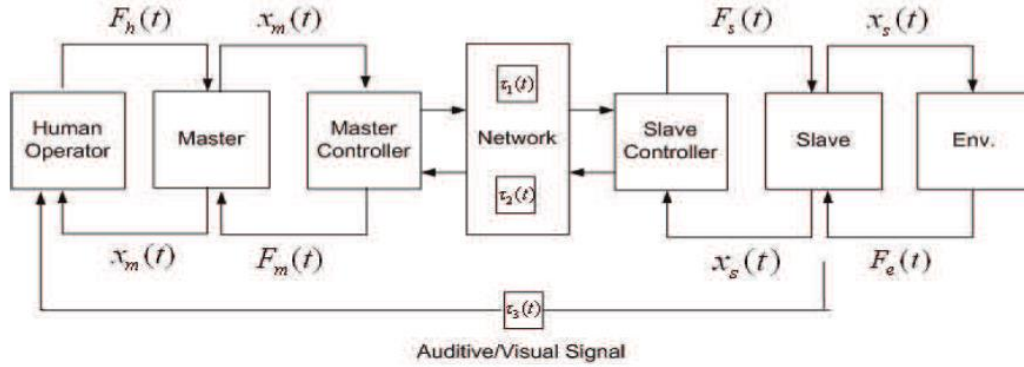 F_h(t) x_m(t) F_s(t) x_s(t)
τ_1(t)
Human
Operator
Master
Master
Controller
Network
Slave
Controller
Slave
Env.
τ_2(t)
x_m(t) F_m(t) x_s(t) F_e(t)
τ_3(t)
Auditive/Visual Signal